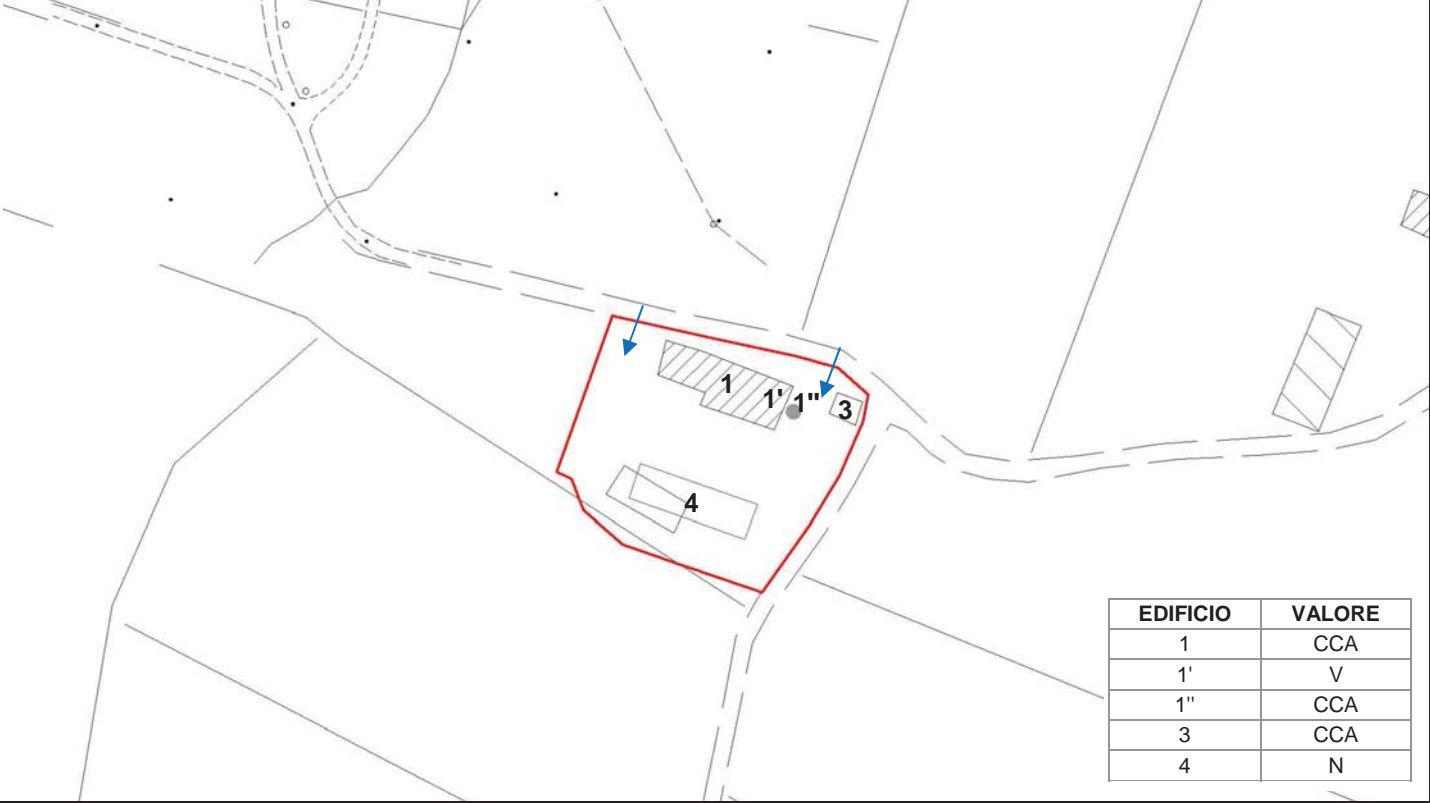 1
1'
1''
3
4
EDIFICIO VALORE
1 CCA
1' V
1'' CCA
3 CCA
4 N